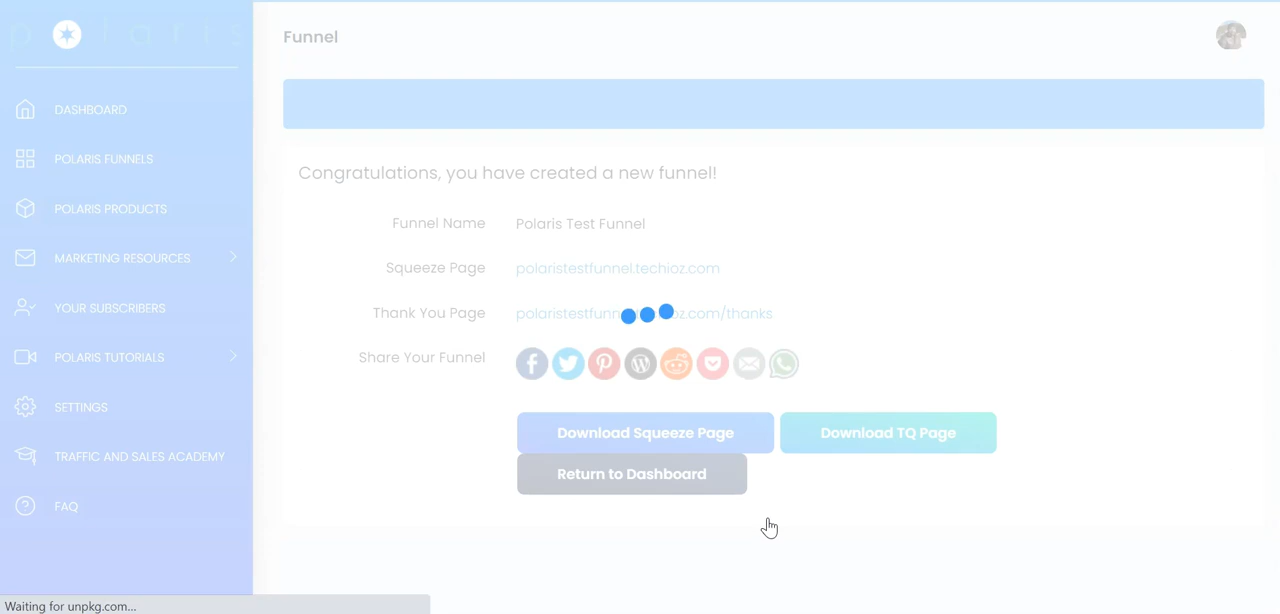 polaris
Funnel
DASHBOARD
POLARIS FUNNELS
POLARIS PRODUCTS
MARKETING RESOURCES
YOUR SUBSCRIBERS
POLARIS TUTORIALS
SETTINGS
TRAFFIC AND SALES ACADEMY
FAQ
Congratulations, you have created a new funnel!
Funnel Name Polaris Test Funnel
Squeeze Page polaristestfunnel.techioz.com
Thank You Page polaristestfunn oz.com/thanks
Share Your Funnel
Download Squeeze Page Download TQ Page
Return to Dashboard
Waiting for unpkg.com...